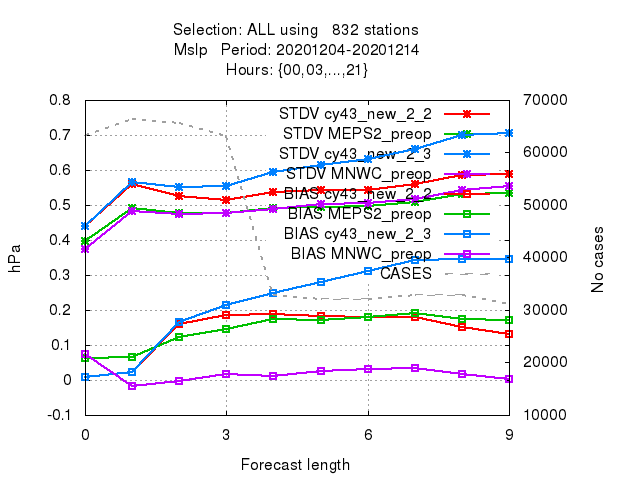 Selection: ALL using 832 stations
Mslp Period: 20201204-20201214
Hours: {00,03,...,21}
0.8 70000
STDV cy43_new_2_2
0.7 STDV MEPS2_preop
STDV cy43_new_2_3 60000
0.6 STDV MNWC_preop
BIAS cy43_new_2_2
0.5 BIAS MEPS2_preop 50000
BIAS cy43_new_2_3
0.4 BIAS MNWC_preop 40000
CASES
0.3
0.2 30000
0.1 20000
0
-0.1 10000
hPa
No cases
0 3 6 9
Forecast length